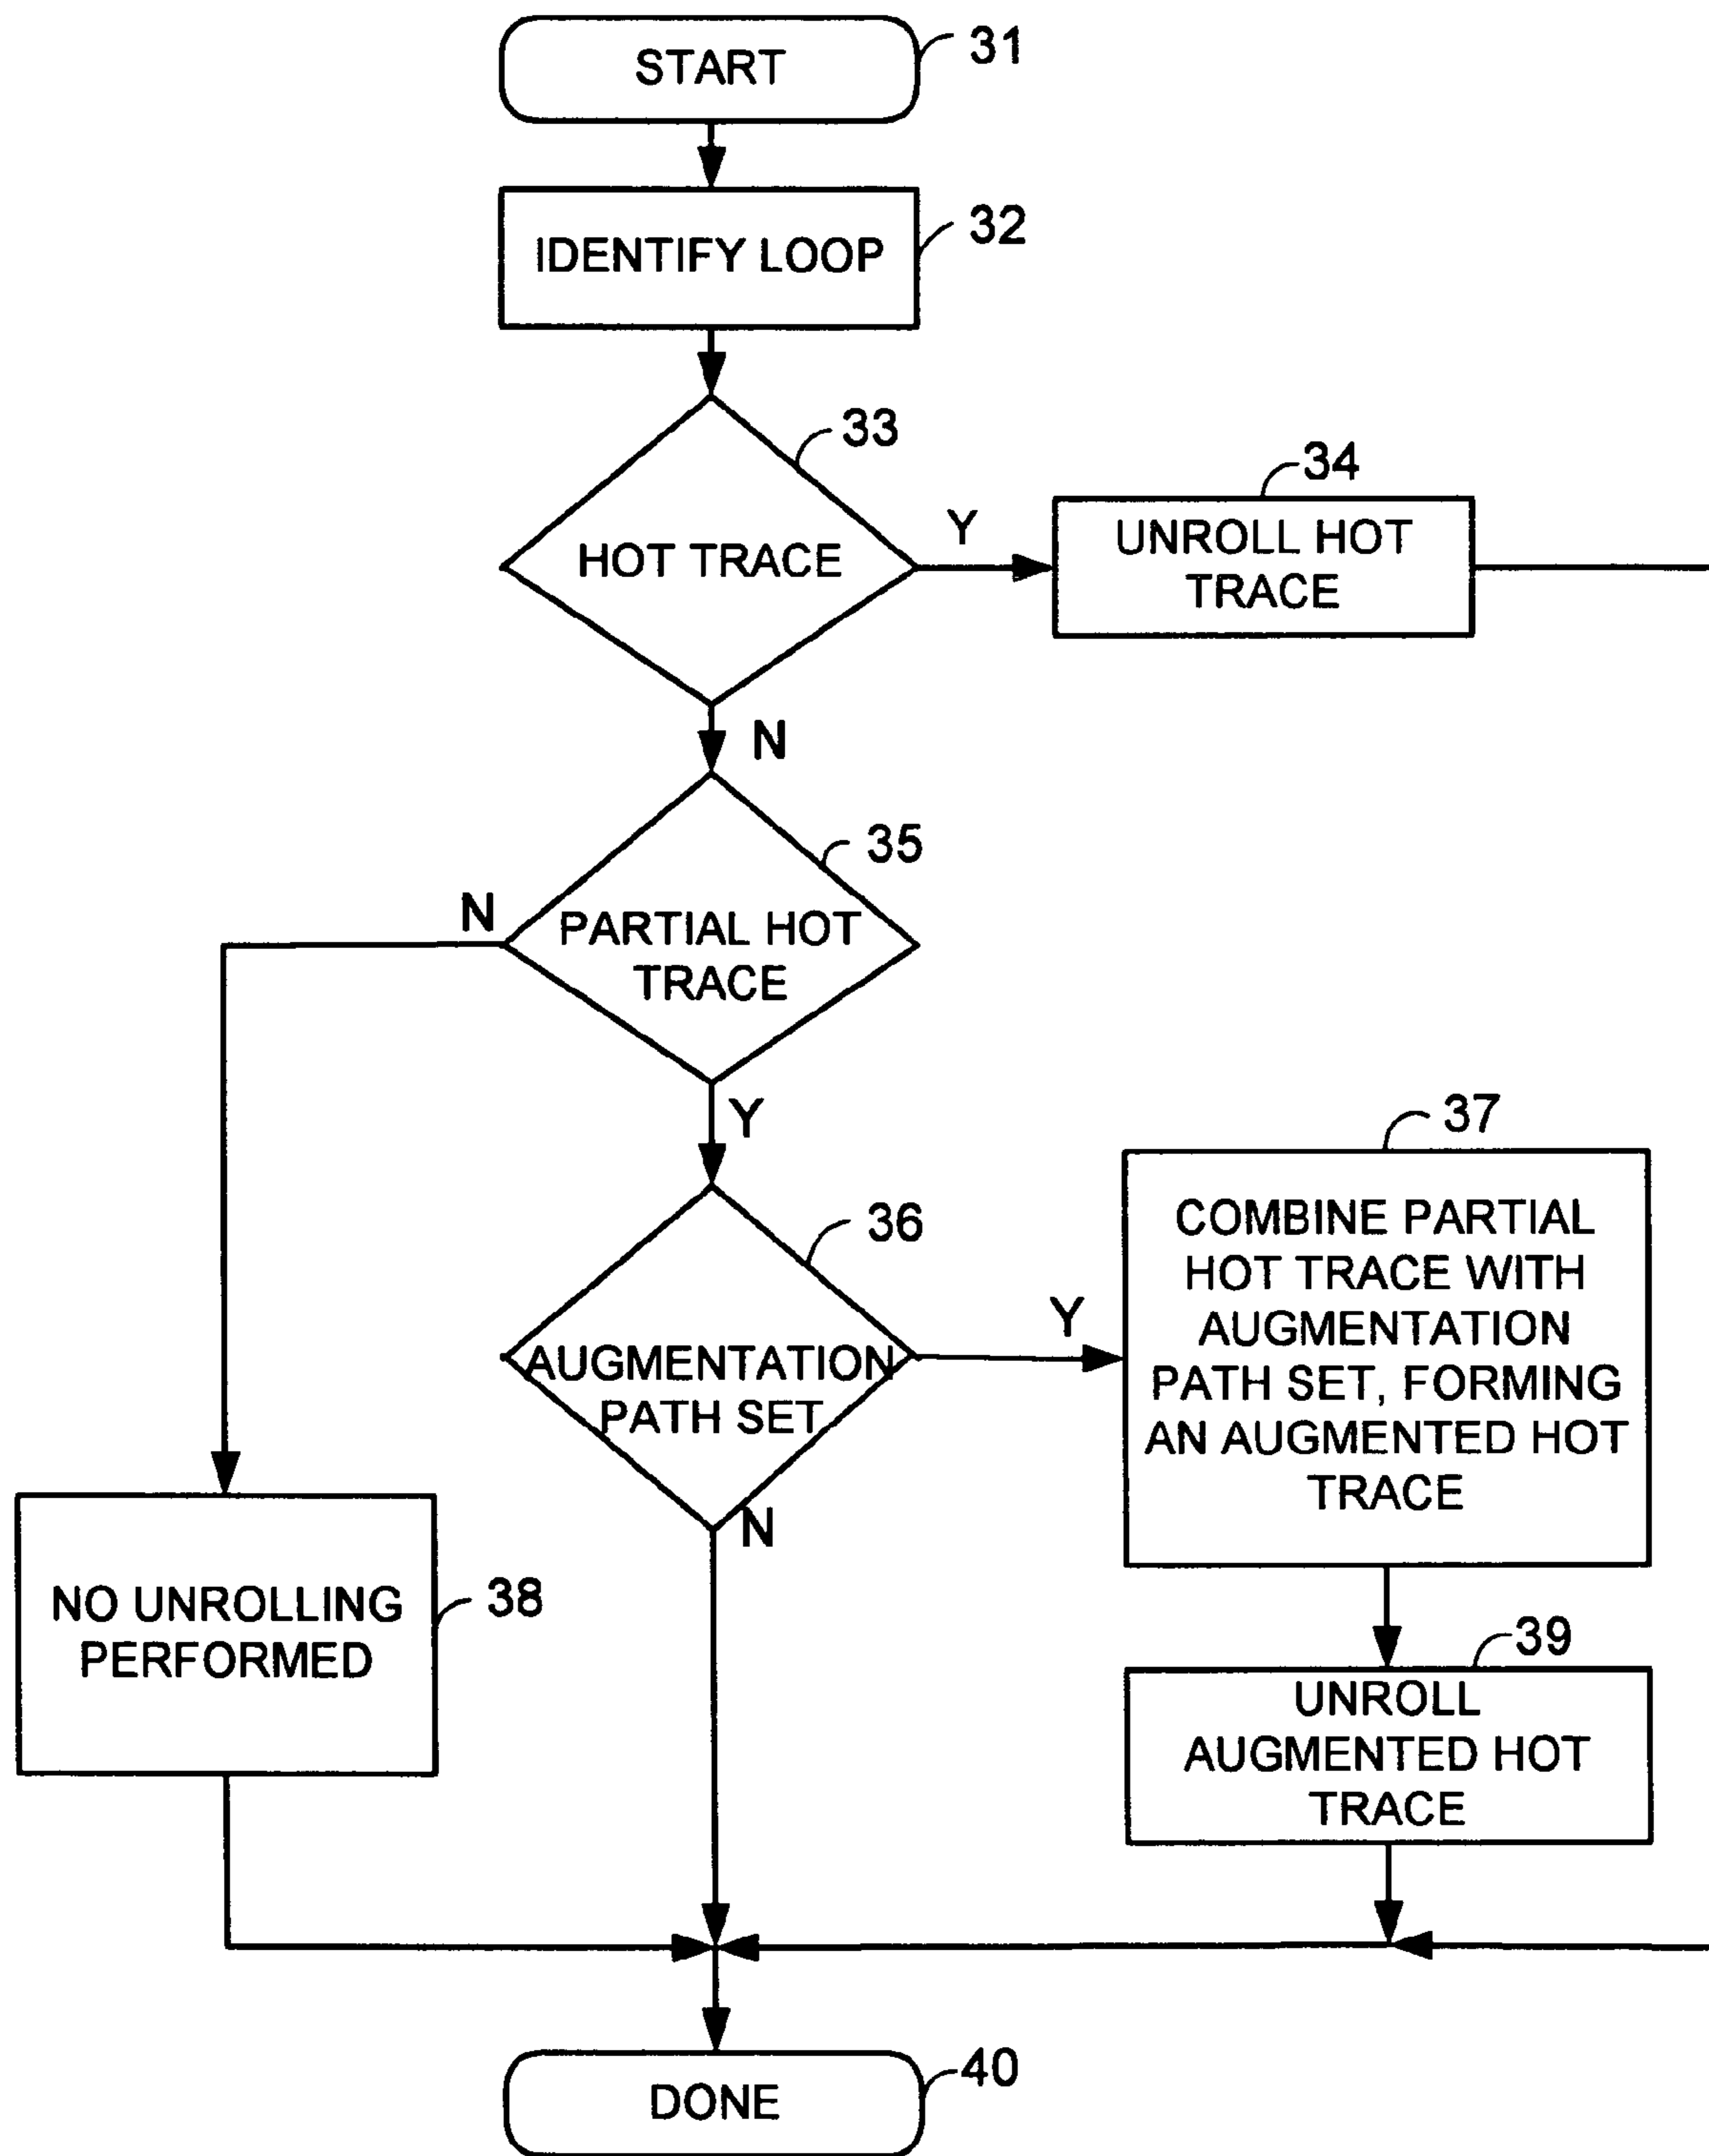 START
31
IDENTIFY LOOP
32
33
HOT TRACE
Y
34
UNROLL HOT
TRACE
N
35
PARTIAL HOT
TRACE
N
Y
36
AUGMENTATION
PATH SET
Y
37
COMBINE PARTIAL
HOT TRACE WITH
AUGMENTATION
PATH SET, FORMING
AN AUGMENTED HOT
TRACE
N
NO UNROLLING
PERFORMED
38
39
UNROLL
AUGMENTED HOT
TRACE
DONE
40